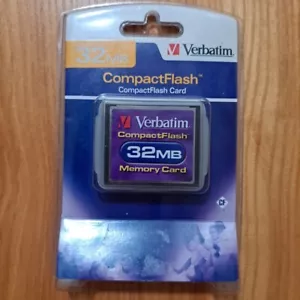 32MB
Verbatim
CompactFlash™
CompactFlash Card
Verbatim
CompactFlash
32MB
Memory Card